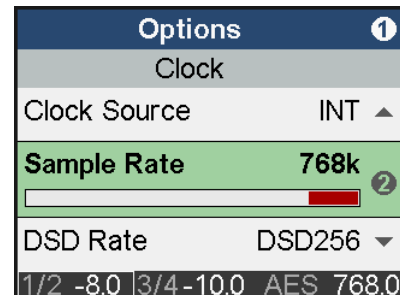 Options 1
Clock
Clock Source INT
Sample Rate 768k
2
DSD Rate DSD256
1/2 -8.0 3/4 -10.0 AES 768.0